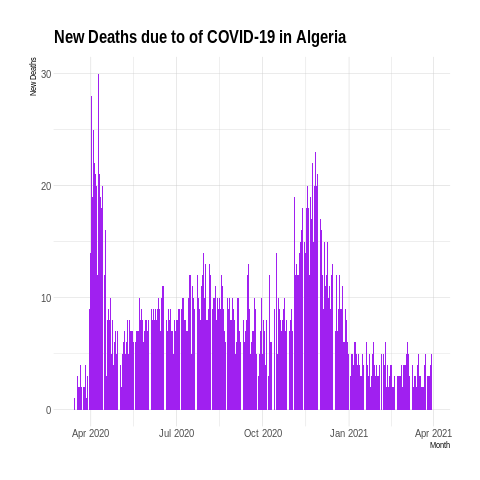 New Deaths due to of COVID-19 in Algeria
New Deaths
30
20
10
0
Apr 2020 Jul 2020 Oct 2020 Jan 2021 Apr 2021
Month